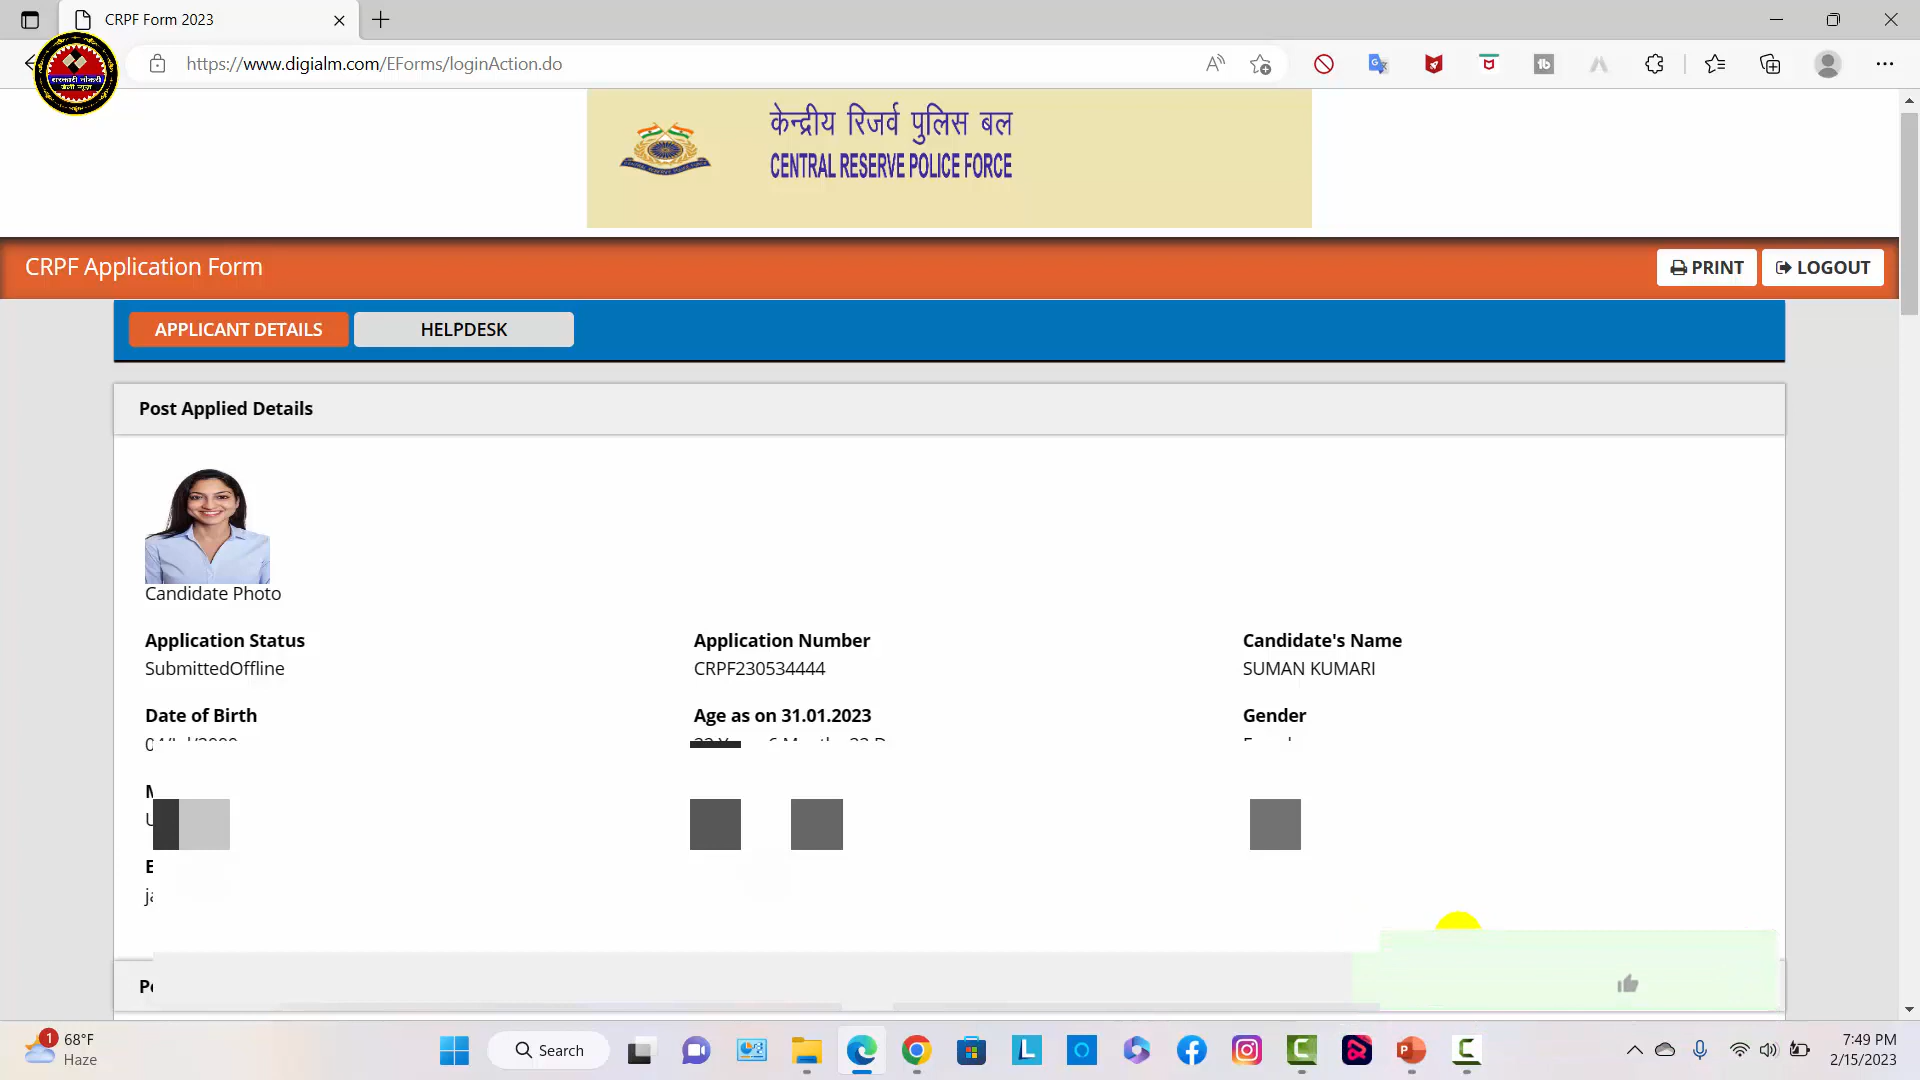 CRPF Form 2023
सरकारी नोकरी
https://www.digialm.com/EForms/loginAction.do
केन्द्रीय रिजर्व पुलिस बल
CENTRAL RESERVE POLICE FORCE
CRPF Application Form
PRINT
LOGOUT
APPLICANT DETAILS
HELPDESK
Post Applied Details
Candidate Photo
Application Status
Application Number
Candidate's Name
SubmittedOffline
CRPF230534444
SUMAN KUMARI
Date of Birth
Age as on 31.01.2023
Gender
1
68°F
Haze
Search
7:49 PM
2/15/2023